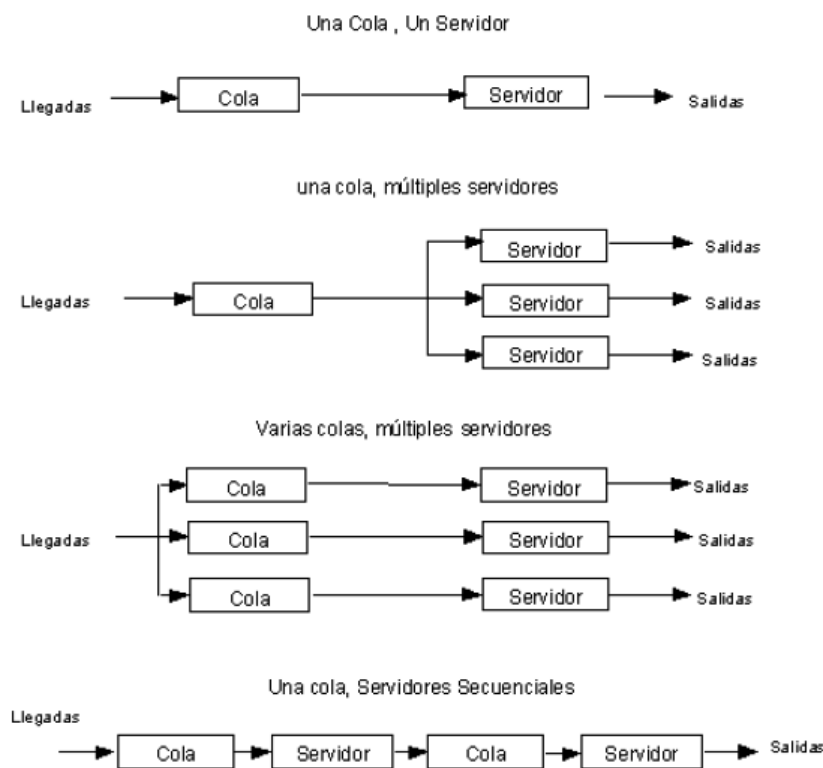 Una Cola , Un Servidor
Llegadas Cola Servidor Salidas
una cola, múltiples servidores
Servidor Salidas
Llegadas Cola Servidor Salidas
Servidor Salidas
Varias colas, múltiples servidores
Cola Servidor Salidas
Llegadas Cola Servidor Salidas
Cola Servidor Salidas
Una cola, Servidores Secuenciales
Llegadas
Cola Servidor Cola Servidor Salidas